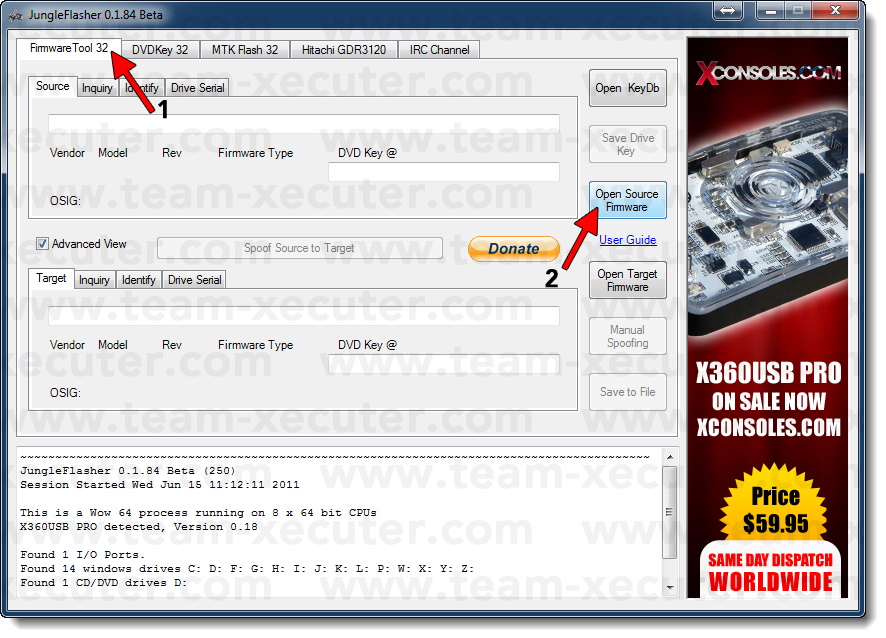 JungleFlasher 0.1.84 Beta
FirmwareTool 32
DVDKey 32
MTK Flash 32
Hitachi GDR3120
IRC Channel
1
Source
Inquiry
Identify
Drive Serial
Vendor Model Rev Firmware Type DVD Key @
OSIG:
Open KeyDb
Save Drive
Key
Open Source
Firmware
User Guide
2
Advanced View
Spoof Source to Target
Donate
Target
Inquiry
Identify
Drive Serial
Vendor Model Rev Firmware Type DVD Key @
OSIG:
Open Target
Firmware
Manual
Spoofing
Save to File
JungleFlasher 0.1.84 Beta (250)
Session Started Wed Jun 15 11:12:11 2011
This is a Wow 64 process running on 8 x 64 bit CPUs
X360USB PRO detected, Version 0.18
Found 1 I/O Ports.
Found 14 windows drives C: D: F: G: H: I: J: K: L: P: W: X: Y: Z:
Found 1 CD/DVD drives D:
XCONSOLES.COM
X360USB PRO
ON SALE NOW
XCONSOLES.COM
Price
$59.95
SAME DAY DISPATCH
WORLDWIDE
www.team-xecuter.com